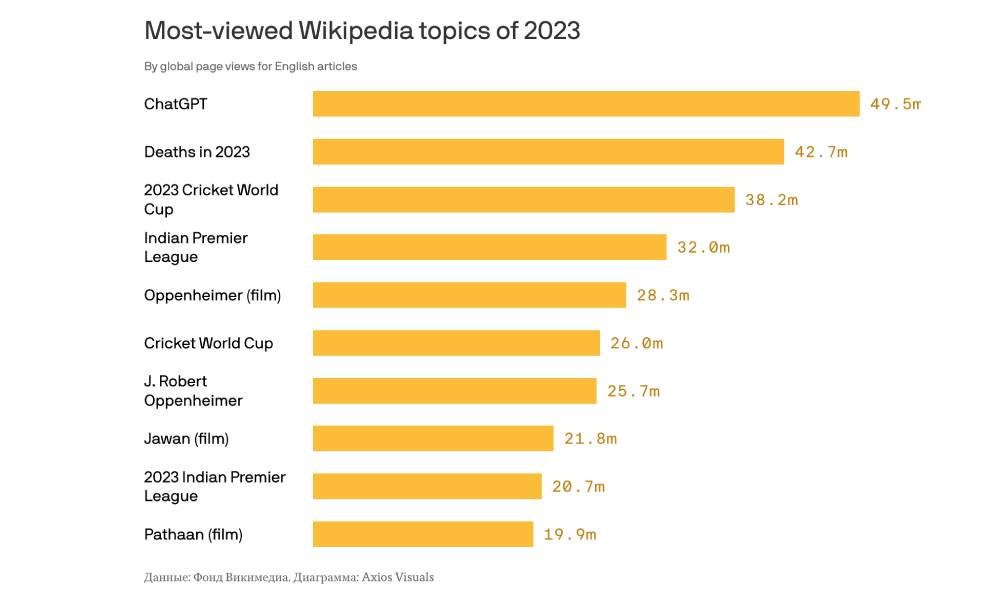 Most-viewed Wikipedia topics of 2023
By global page views for English articles
ChatGPT 49.5m
Deaths in 2023 42.7m
2023 Cricket World
Cup 38.2m
Indian Premier
League 32.0m
Oppenheimer (film) 28.3m
Cricket World Cup 26.0m
J. Robert
Oppenheimer 25.7m
Jawan (film) 21.8m
2023 Indian Premier
League 20.7m
Pathaan (film) 19.9m
Данные: Фонд Викимедиа. Диаграмма: Axios Visuals